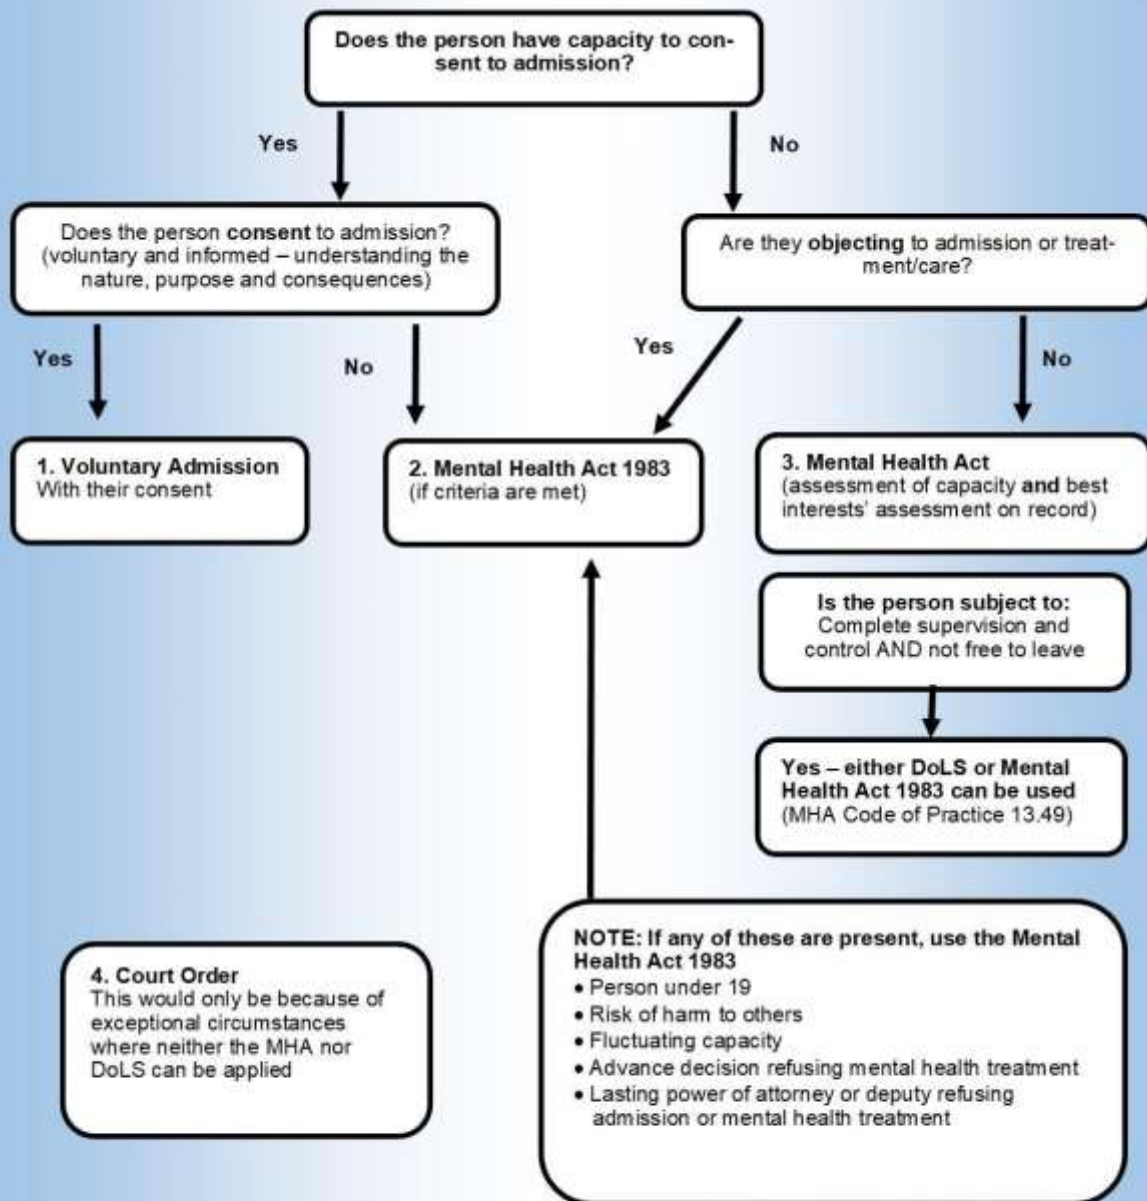 Does the person have capacity to con-
sent to admission?
Yes
No
Does the person consent to admission?
(voluntary and informed – understanding the
nature, purpose and consequences)
Are they objecting to admission or treat-
ment/care?
Yes
No
Yes
No
1. Voluntary Admission
With their consent
2. Mental Health Act 1983
(if criteria are met)
3. Mental Health Act
(assessment of capacity and best
interests' assessment on record)
Is the person subject to:
Complete supervision and
control AND not free to leave
Yes – either DoLS or Mental
Health Act 1983 can be used
(MHA Code of Practice 13.49)
4. Court Order
This would only be because of
exceptional circumstances
where neither the MHA nor
DoLS can be applied
NOTE: If any of these are present, use the Mental
Health Act 1983
• Person under 19
• Risk of harm to others
• Fluctuating capacity
• Advance decision refusing mental health treatment
• Lasting power of attorney or deputy refusing
admission or mental health treatment